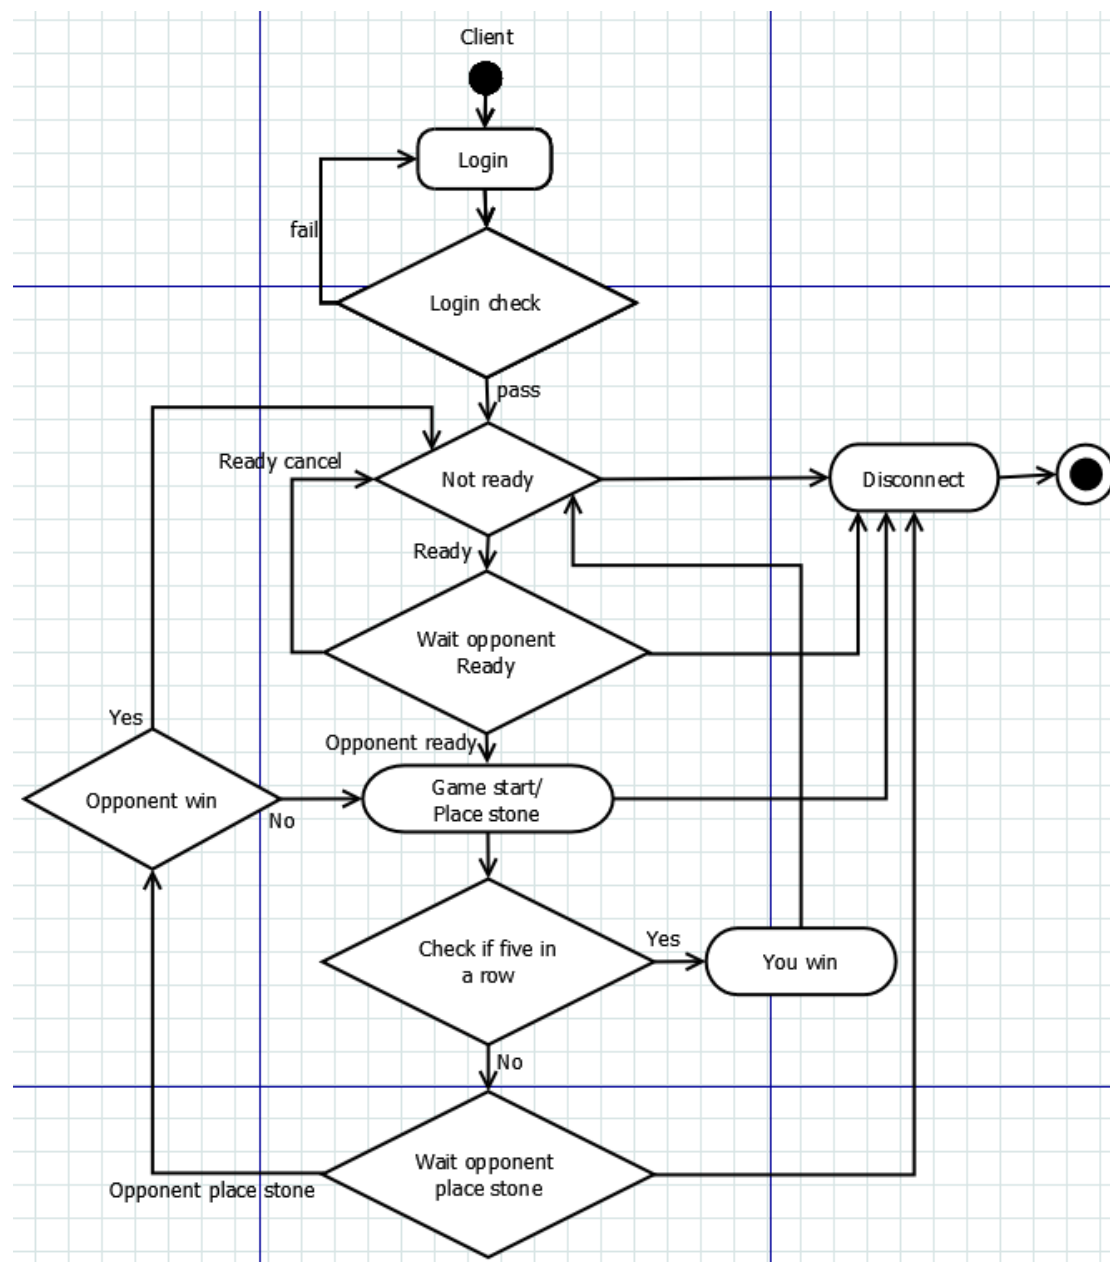 Client
Login
fail
Login check
pass
Ready cancel
Not ready
Disconnect
Ready
Wait opponent
Ready
Yes
Opponent ready
Opponent win
No
Game start/
Place stone
Check if five in
a row
Yes
You win
No
Wait opponent
place stone
Opponent place stone